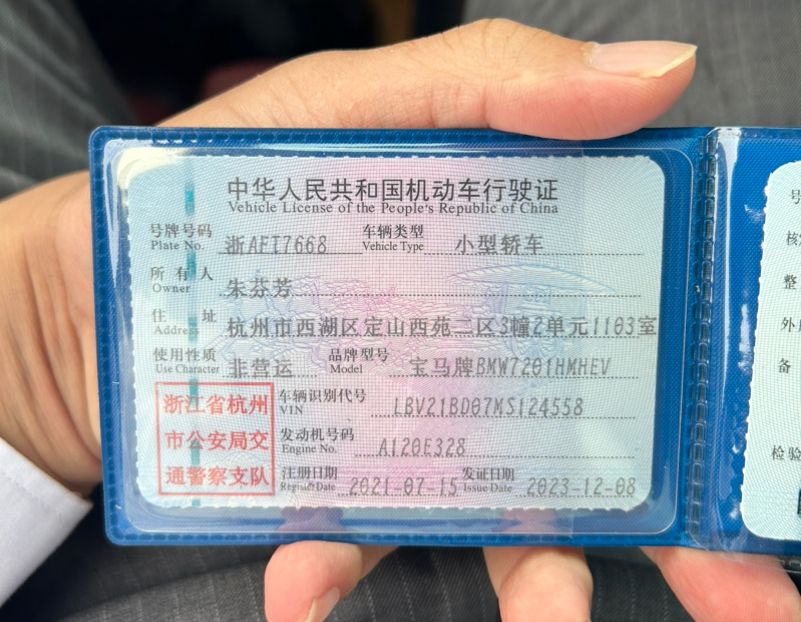 中华人民共和国机动车行驶证
Vehicle License of the People's Republic of China
号牌号码 浙AFT7668 车辆类型 小型轿车
Plate No. Vehicle Type
所有人 朱芬芳
Owner
住址 杭州市西湖区定山西苑二区3幢2单元1103室
Address
使用性质 非营运 品牌型号 宝马牌BMW7201HMHEV
Use Character Model
浙江省杭州
市公安局交
通警察支队
车辆识别代号 LBV21BD07MS124558
VIN
发动机号码 A120E328
Engine No.
注册日期 2021-07-15 发证日期 2023-12-08
Register Date Issue Date
号
核
整
外
备
检验